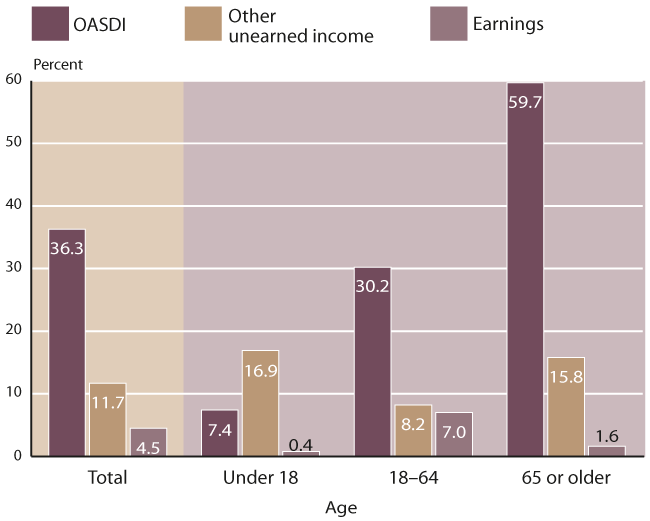 OASDI
Other
unearned income
Earnings
Percent
60
50
40
30
20
10
0
36.3
11.7
4.5
7.4
16.9
0.4
30.2
8.2
7.0
59.7
15.8
1.6
Total
Under 18
18–64
65 or older
Age